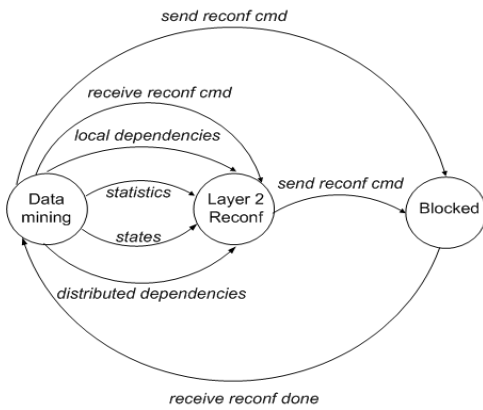 send reconf cmd
receive reconf cmd
local dependencies
Data
mining
statistics
states
Layer 2
Reconf
send reconf cmd
Blocked
distributed dependencies
receive reconf done